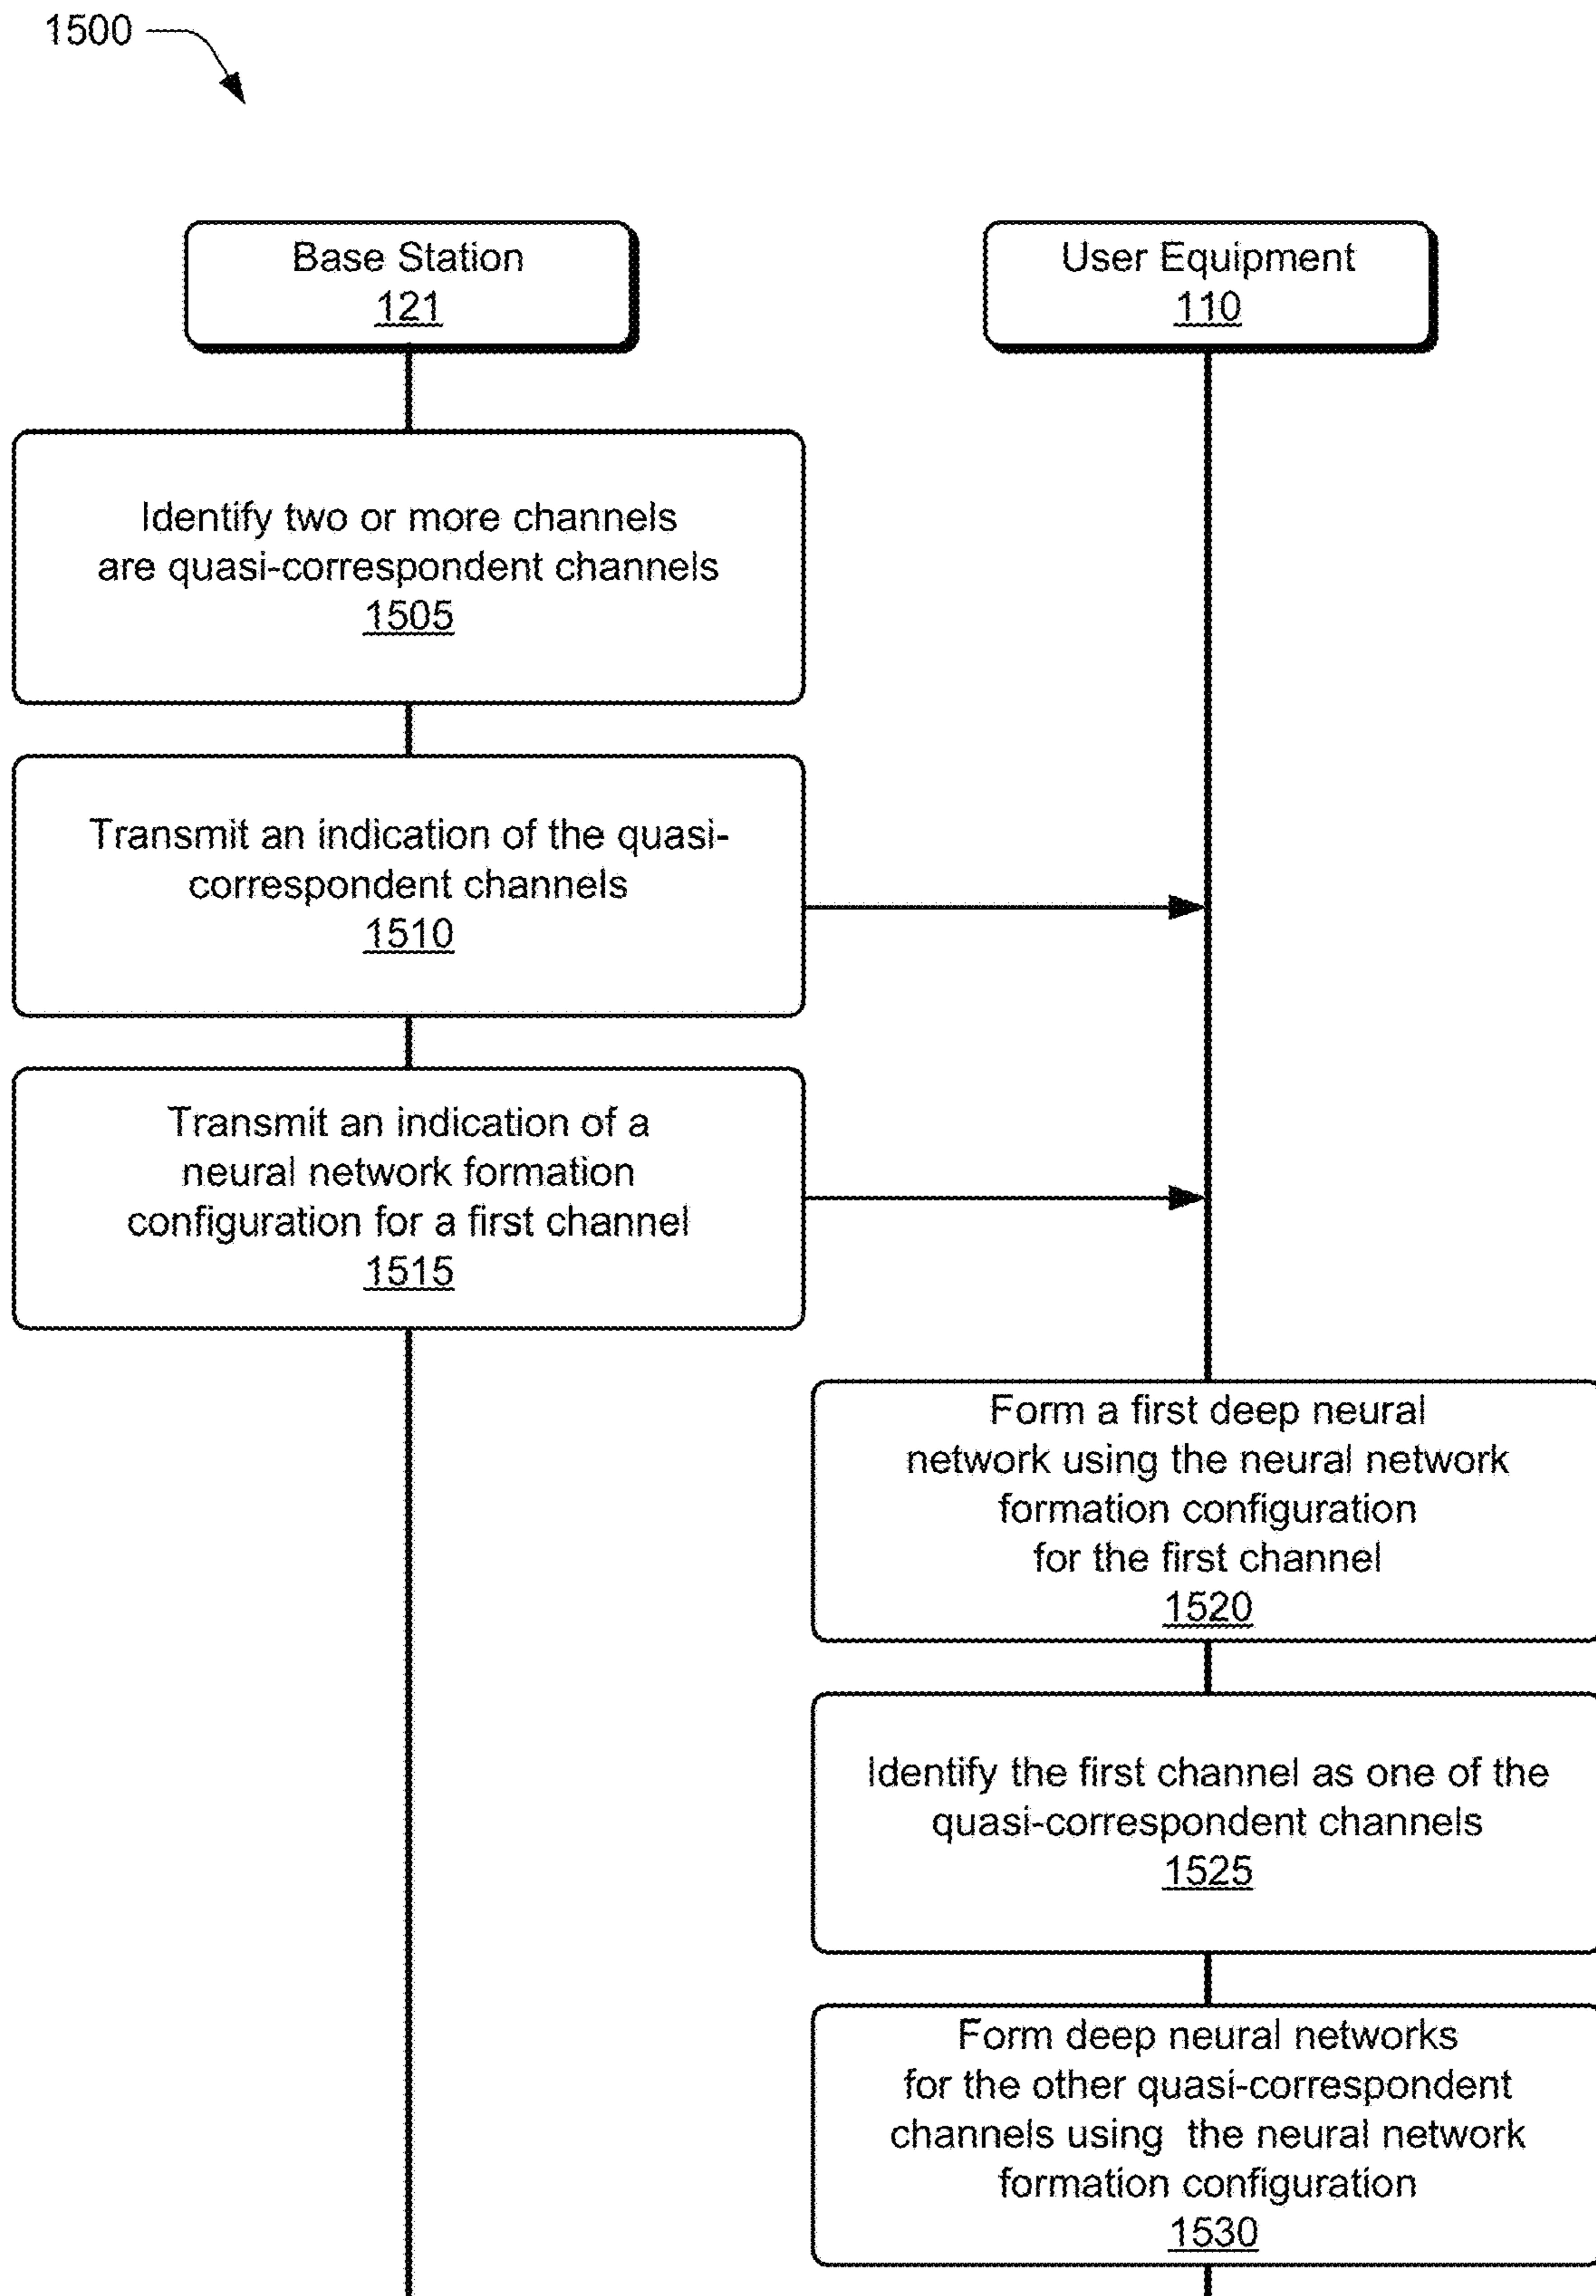 1500
Base Station
121
User Equipment
110
Identify two or more channels
are quasi-correspondent channels
1505
Transmit an indication of the quasi-
correspondent channels
1510
Transmit an indication of a
neural network formation
configuration for a first channel
1515
Form a first deep neural
network using the neural network
formation configuration
for the first channel
1520
Identify the first channel as one of the
quasi-correspondent channels
1525
Form deep neural networks
for the other quasi-correspondent
channels using  the neural network
formation configuration
1530